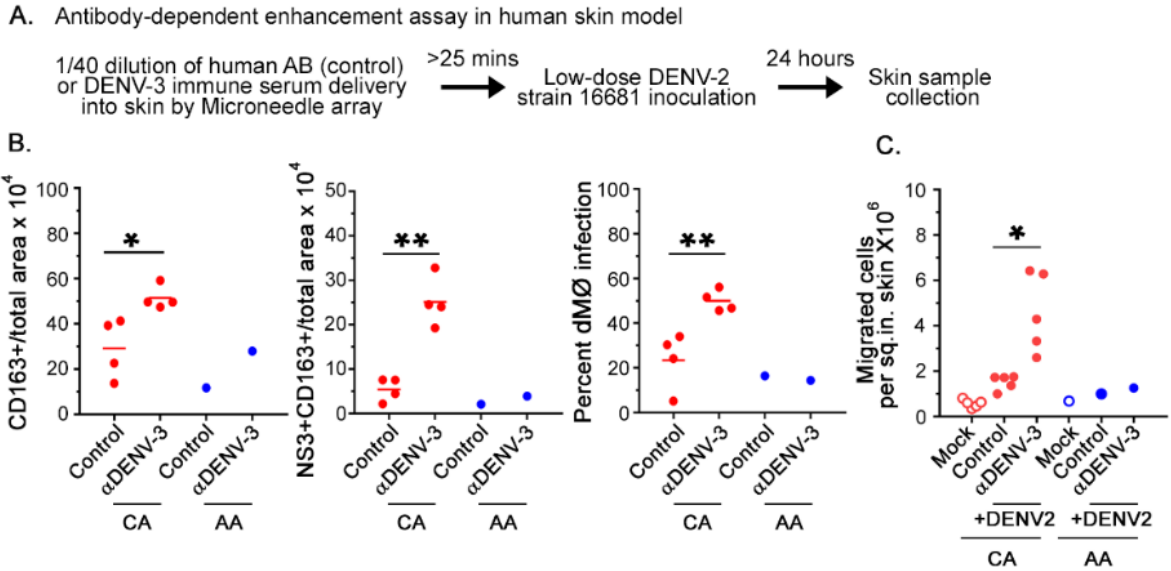 A. Antibody-dependent enhancement assay in human skin model
1/40 dilution of human AB (control)
or DENV-3 immune serum delivery
into skin by Microneedle array
>25 mins
Low-dose DENV-2
strain 16681 inoculation
24 hours
Skin sample
collection
B.
CD163+/total area x 10⁴
100
80
60
40
20
0
*
Control
αDENV-3
Control
αDENV-3
CA
AA
NS3+CD163+/total area x 10⁴
50
40
30
20
10
0
**
Control
αDENV-3
Control
αDENV-3
CA
AA
Percent dMØ infection
100
80
60
40
20
0
**
Control
αDENV-3
Control
αDENV-3
CA
AA
C.
Migrated cells
per sq.in. skin X10⁶
10
8
6
4
2
0
*
Mock
Control
αDENV-3
Mock
Control
αDENV-3
+DENV2
+DENV2
CA
AA